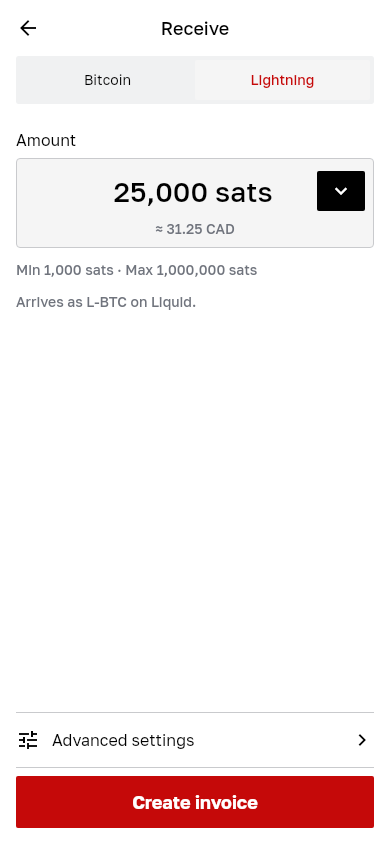 Receive
Bitcoin
Lightning
Amount
25,000 sats
≈ 31.25 CAD
Min 1,000 sats · Max 1,000,000 sats
Arrives as L-BTC on Liquid.
Advanced settings
Create invoice